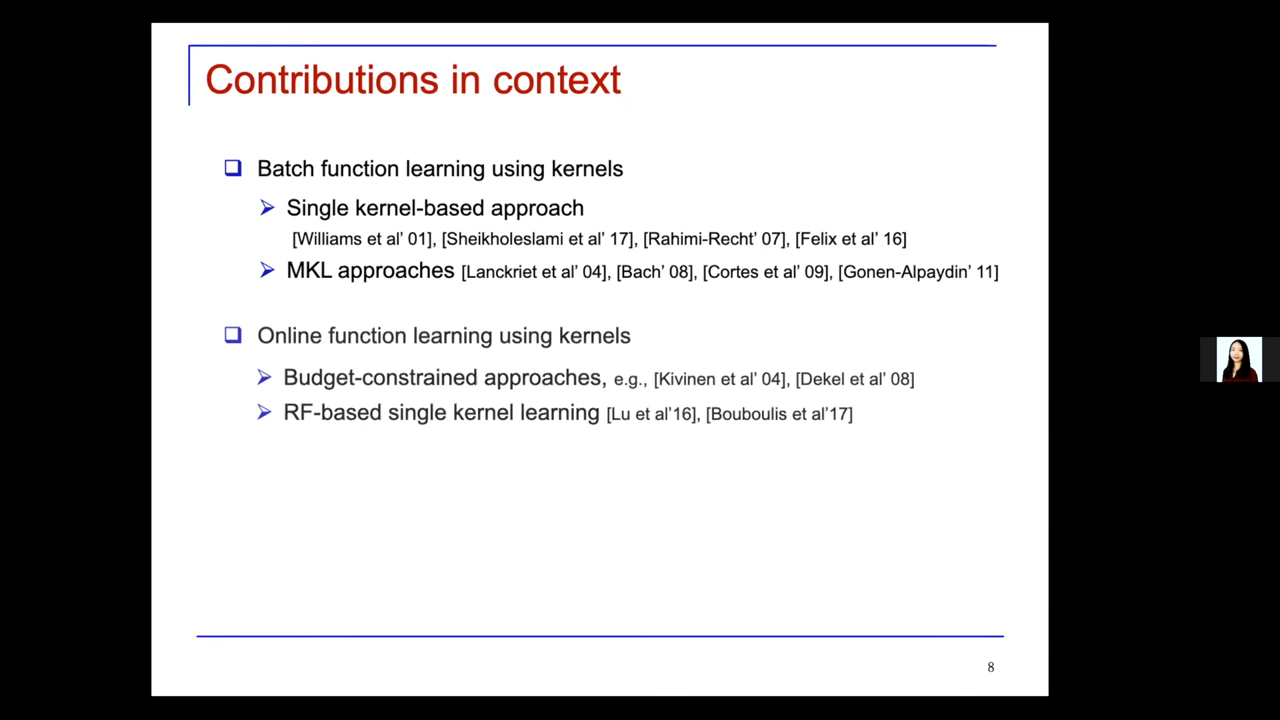 Contributions in context
Batch function learning using kernels
Single kernel-based approach
[Williams et al’ 01], [Sheikholeslami et al’ 17], [Rahimi-Recht’ 07], [Felix et al’ 16]
MKL approaches [Lanckriet et al’ 04], [Bach’ 08], [Cortes et al’ 09], [Gonen-Alpaydin’ 11]
Online function learning using kernels
Budget-constrained approaches, e.g., [Kivinen et al’ 04], [Dekel et al’ 08]
RF-based single kernel learning [Lu et al’16], [Bouboulis et al’17]
8